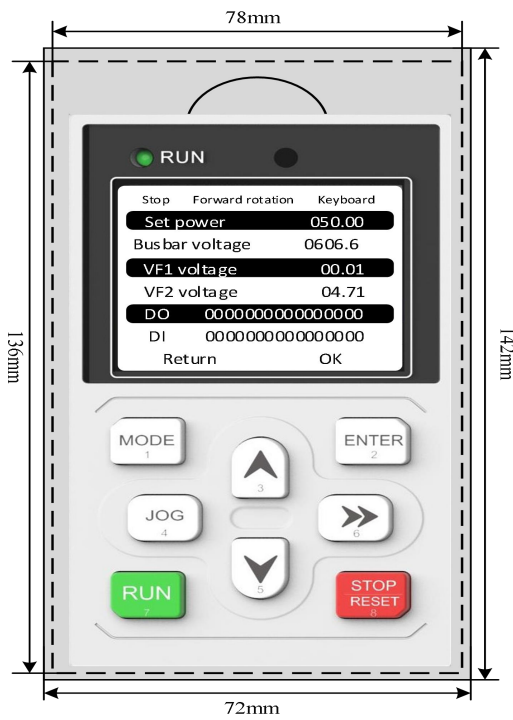 78mm
RUN
Stop Forward rotation Keyboard
Set power 050.00
Busbar voltage 0606.6
VF1 voltage 00.01
VF2 voltage 04.71
DO 0000000000000000
DI 0000000000000000
Return OK
136mm
142mm
MODE
1
ENTER
2
3
JOG
4
6
5
RUN
7
STOP
RESET
8
72mm